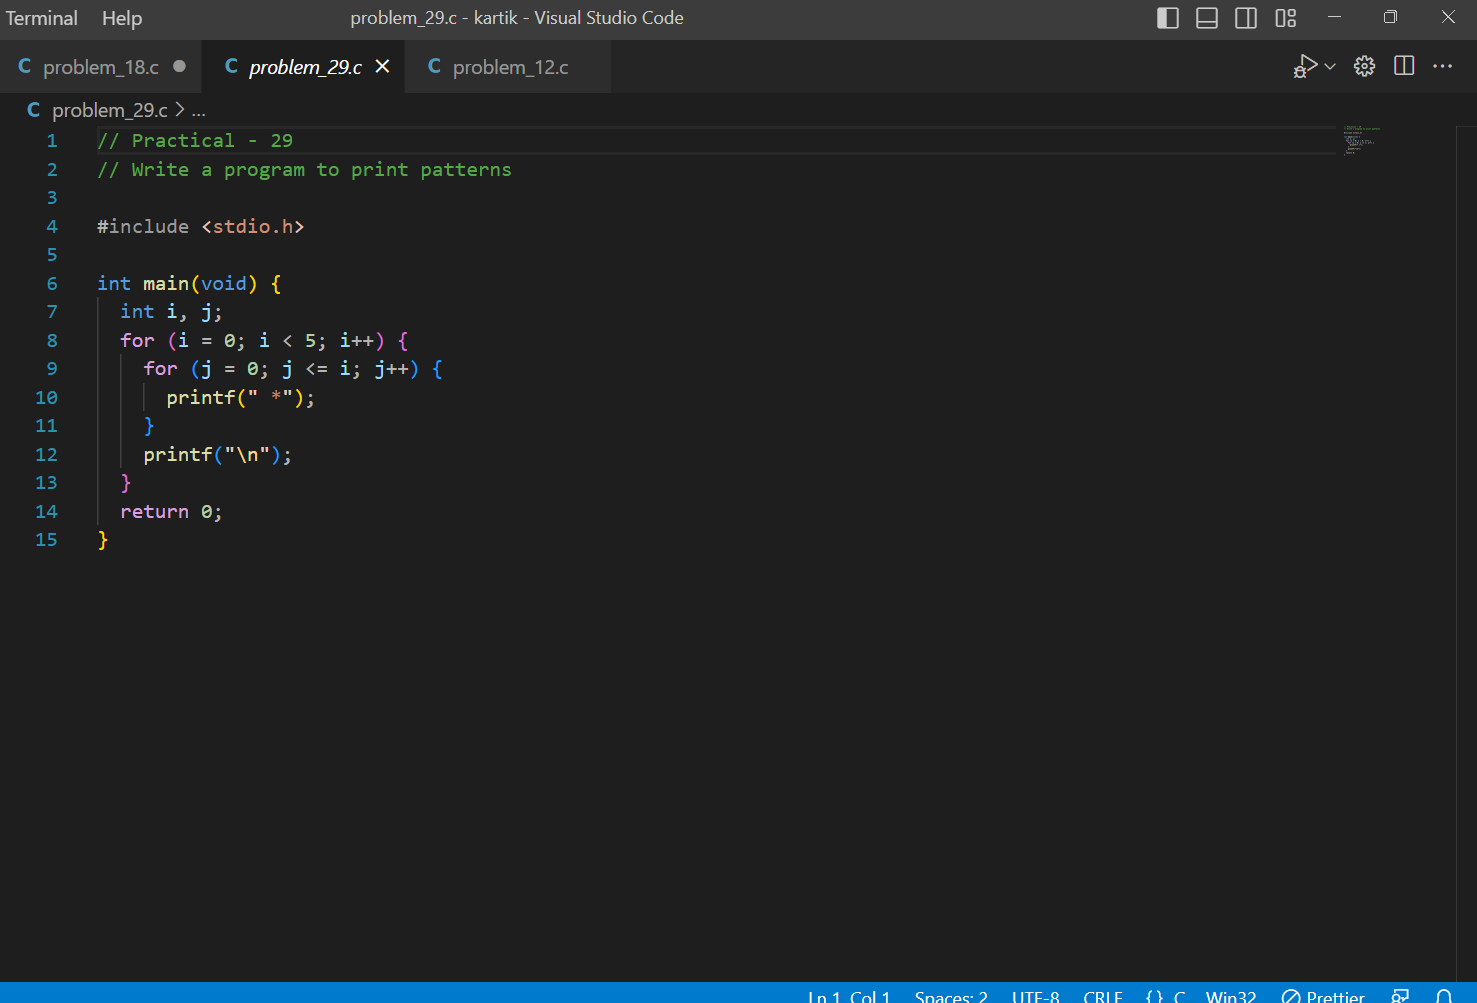 Terminal Help problem_29.c - kartik - Visual Studio Code
C problem_18.c C problem_29.c C problem_12.c
C problem_29.c > ...
1 // Practical - 29
2 // Write a program to print patterns
3
4 #include <stdio.h>
5
6 int main(void) {
7   int i, j;
8   for (i = 0; i < 5; i++) {
9     for (j = 0; j <= i; j++) {
10       printf(" *");
11     }
12     printf("\n");
13   }
14   return 0;
15 }
Ln 1, Col 1 Spaces: 2 UTF-8 CRLF {} C Win32 Prettier